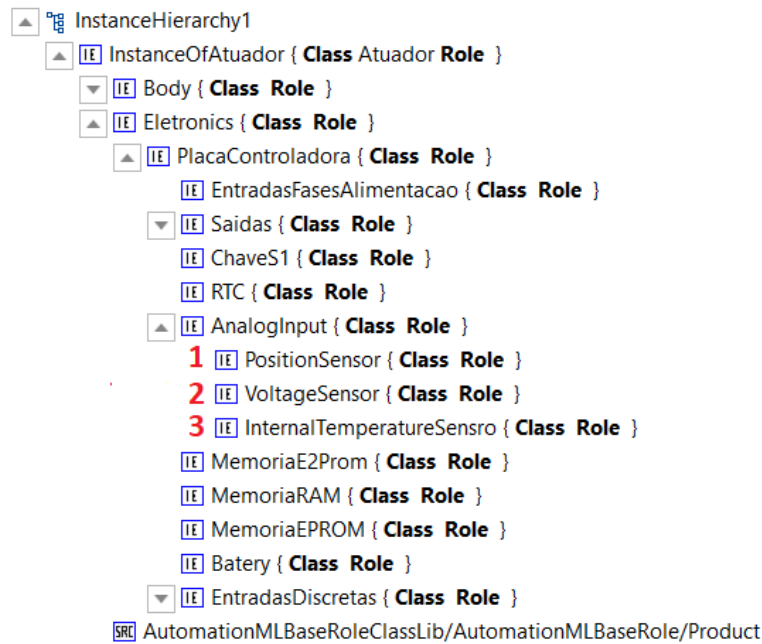 InstanceHierarchy1
IE InstanceOfAtuador { Class Atuador Role }
IE Body { Class Role }
IE Eletronics { Class Role }
IE PlacaControladora { Class Role }
IE EntradasFasesAlimentacao { Class Role }
IE Saidas { Class Role }
IE ChaveS1 { Class Role }
IE RTC { Class Role }
IE AnalogInput { Class Role }
1 IE PositionSensor { Class Role }
2 IE VoltageSensor { Class Role }
3 IE InternalTemperatureSensro { Class Role }
IE MemoriaE2Prom { Class Role }
IE MemoriaRAM { Class Role }
IE MemoriaEPROM { Class Role }
IE Batery { Class Role }
IE EntradasDiscretas { Class Role }
SRC AutomationMLBaseRoleClassLib/AutomationMLBaseRole/Product